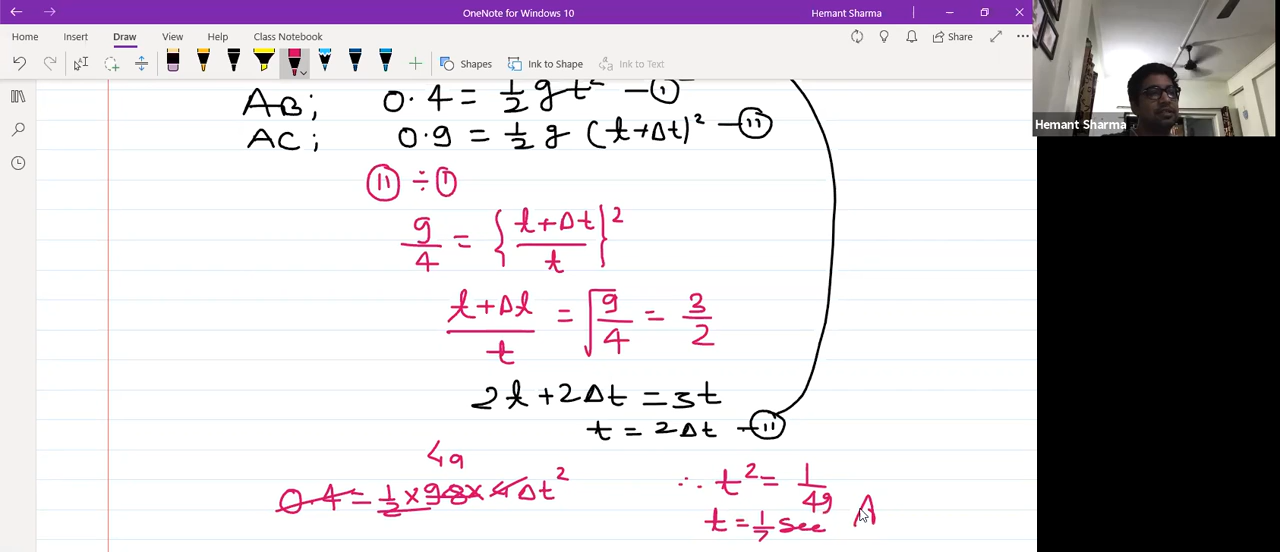 OneNote for Windows 10
Hemant Sharma
Home Insert Draw View Help Class Notebook
Share
Shapes Ink to Shape Ink to Text
Hemant Sharma
AB; 0.4 = 1/2 g t² — (1)
AC; 0.9 = 1/2 g (t+Δt)² — (11)
(11) ÷ (1)
9/4 = { (t+Δt)/t }²
(t+Δt)/t = √(9/4) = 3/2
2t + 2Δt = 3t
t = 2Δt — (11)
49
0.4 = 1/2 × 98 × 4 Δt²
∴ t² = 1/49
t = 1/7 sec A